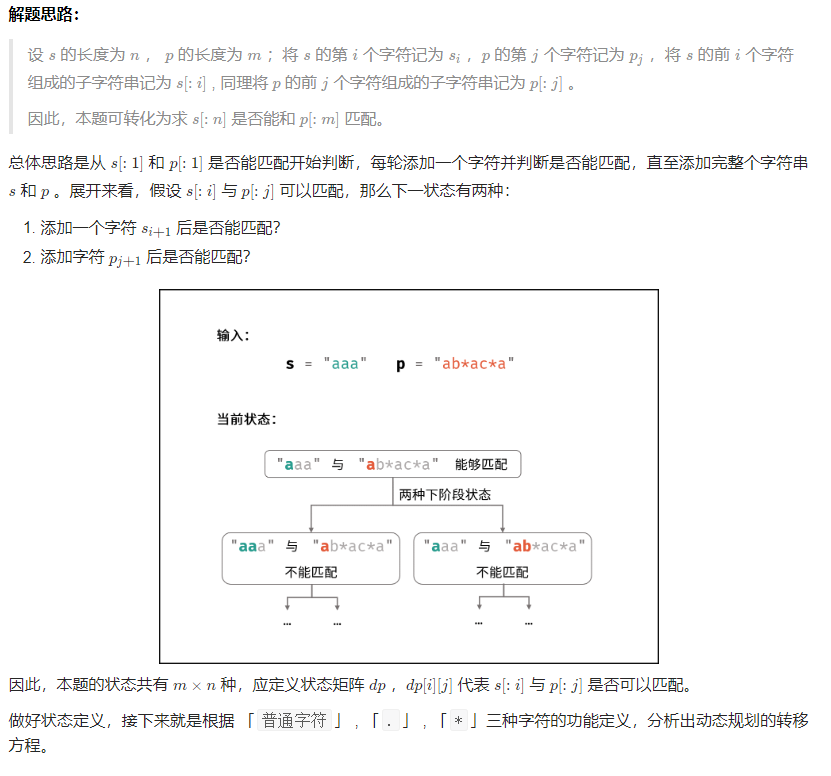 解题思路：
设 s 的长度为 n ， p 的长度为 m ；将 s 的第 i 个字符记为 s_i ，p 的第 j 个字符记为 p_j ，将 s 的前 i 个字符
组成的子字符串记为 s[: i] , 同理将 p 的前 j 个字符组成的子字符串记为 p[: j] 。
因此，本题可转化为求 s[: n] 是否能和 p[: m] 匹配。
总体思路是从 s[: 1] 和 p[: 1] 是否能匹配开始判断，每轮添加一个字符并判断是否能匹配，直至添加完整个字符串
s 和 p 。展开来看，假设 s[: i] 与 p[: j] 可以匹配，那么下一状态有两种：
1. 添加一个字符 s_{i+1} 后是否能匹配？
2. 添加字符 p_{j+1} 后是否能匹配？
输入：
s = "aaa" p = "ab*ac*a"
当前状态：
"aaa" 与 "ab*ac*a" 能够匹配
两种下阶段状态
"aaa" 与 "ab*ac*a" "aaa" 与 "ab*ac*a"
不能匹配 不能匹配
... ... ... ...
因此，本题的状态共有 m × n 种，应定义状态矩阵 dp ，dp[i][j] 代表 s[: i] 与 p[: j] 是否可以匹配。
做好状态定义，接下来就是根据 「普通字符」 , 「.」 , 「*」三种字符的功能定义，分析出动态规划的转移
方程。